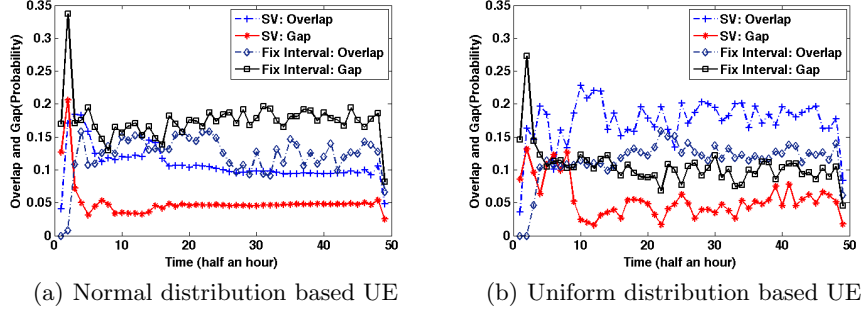 0.35
0.3
0.25
0.2
0.15
0.1
0.05
0
0 10 20 30 40 50
Overlap and Gap(Probability)
Time (half an hour)
SV: Overlap
SV: Gap
Fix Interval: Overlap
Fix Interval: Gap
(a) Normal distribution based UE
0.35
0.3
0.25
0.2
0.15
0.1
0.05
0
0 10 20 30 40 50
Overlap and Gap(Probability)
Time (half an hour)
SV: Overlap
SV: Gap
Fix Interval: Overlap
Fix Interval: Gap
(b) Uniform distribution based UE